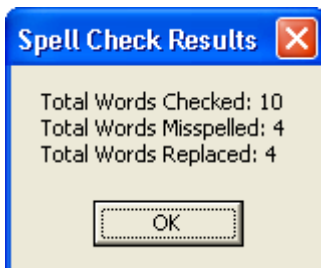 Spell Check Results
Total Words Checked: 10
Total Words Misspelled: 4
Total Words Replaced: 4
OK